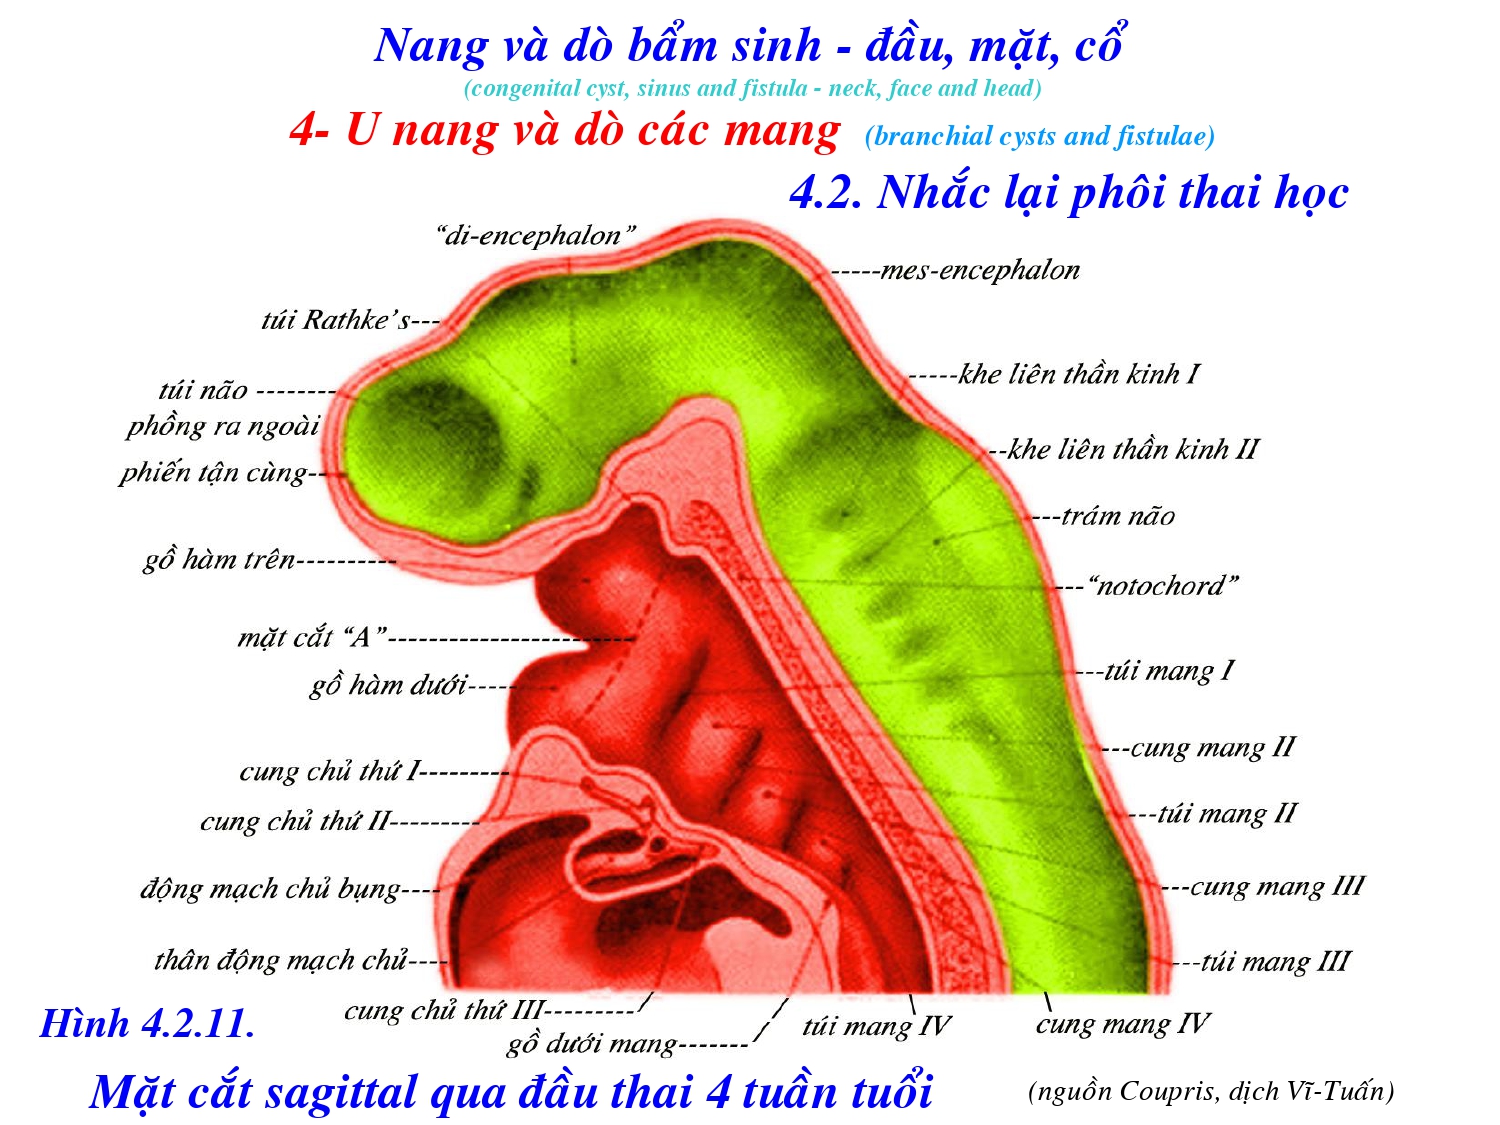 Nang và dò bẩm sinh - đầu, mặt, cổ
(congenital cyst, sinus and fistula - neck, face and head)
4- U nang và dò các mang (branchial cysts and fistulae)
4.2. Nhắc lại phôi thai học
“di-encephalon”
-----mes-encephalon
túi Rathke’s---
khe liên thần kinh I
túi não --------
phồng ra ngoài
khe liên thần kinh II
phiến tận cùng--
---trám não
gồ hàm trên----------
---“notochord”
mặt cắt “A”------------------------
gồ hàm dưới-----
---túi mang I
---cung mang II
cung chủ thứ I---------
---túi mang II
cung chủ thứ II---------
động mạch chủ bụng----
---cung mang III
thân động mạch chủ----
---túi mang III
cung chủ thứ III---------
túi mang IV
cung mang IV
gồ dưới mang-------
Hình 4.2.11.
Mặt cắt sagittal qua đầu thai 4 tuần tuổi
(nguồn Coupris, dịch Vĩ-Tuấn)